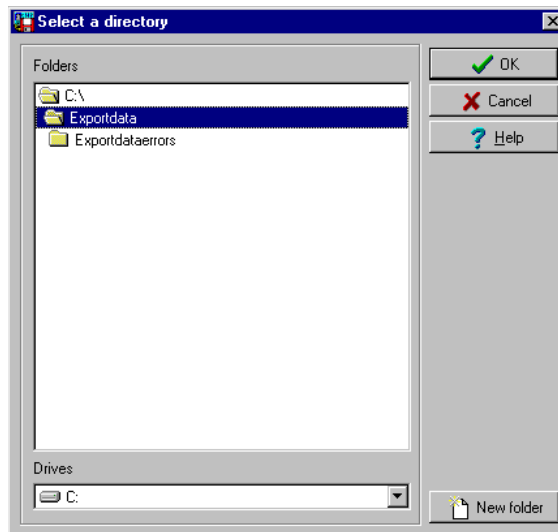 Select a directory
Folders
C:\
Exportdata
Exportdataerrors
Drives
C:
OK
Cancel
Help
New folder